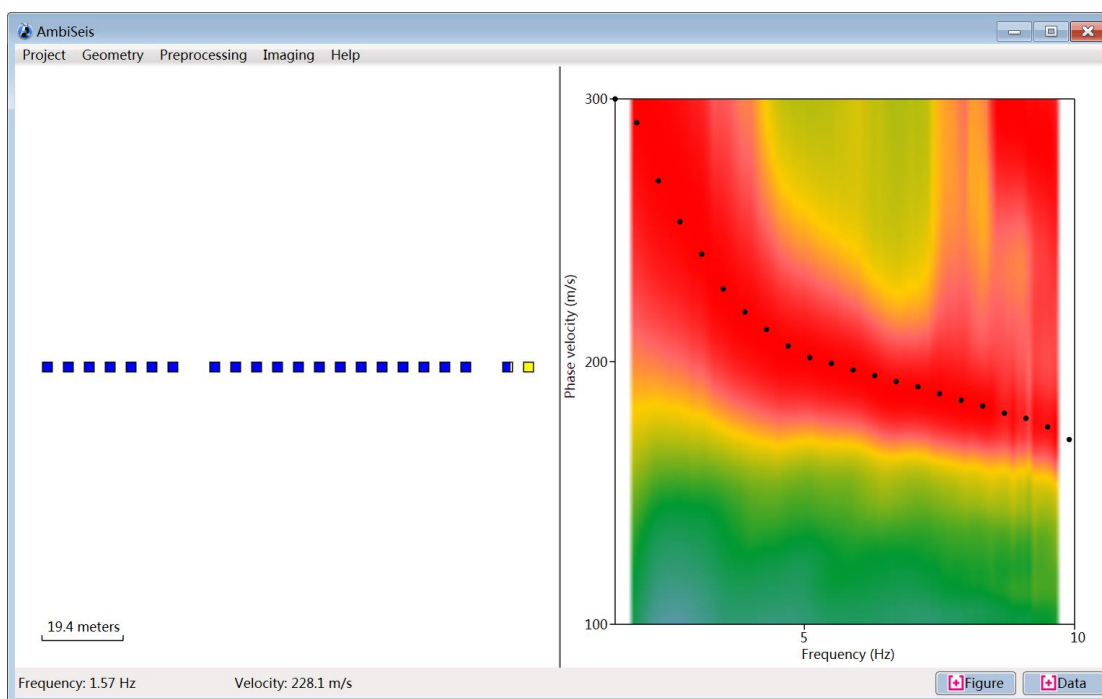 AmbiSeis
Project Geometry Preprocessing Imaging Help
300
200
100
Phase velocity (m/s)
5
10
Frequency (Hz)
19.4 meters
Frequency: 1.57 Hz
Velocity: 228.1 m/s
Figure
Data